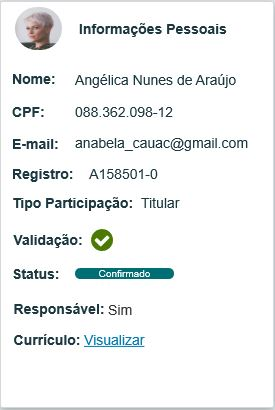 Informações Pessoais
Nome: Angélica Nunes de Araújo
CPF: 088.362.098-12
E-mail: anabela_cauac@gmail.com
Registro: A158501-0
Tipo Participação: Titular
Validação:
Status: Confirmado
Responsável: Sim
Currículo: Visualizar